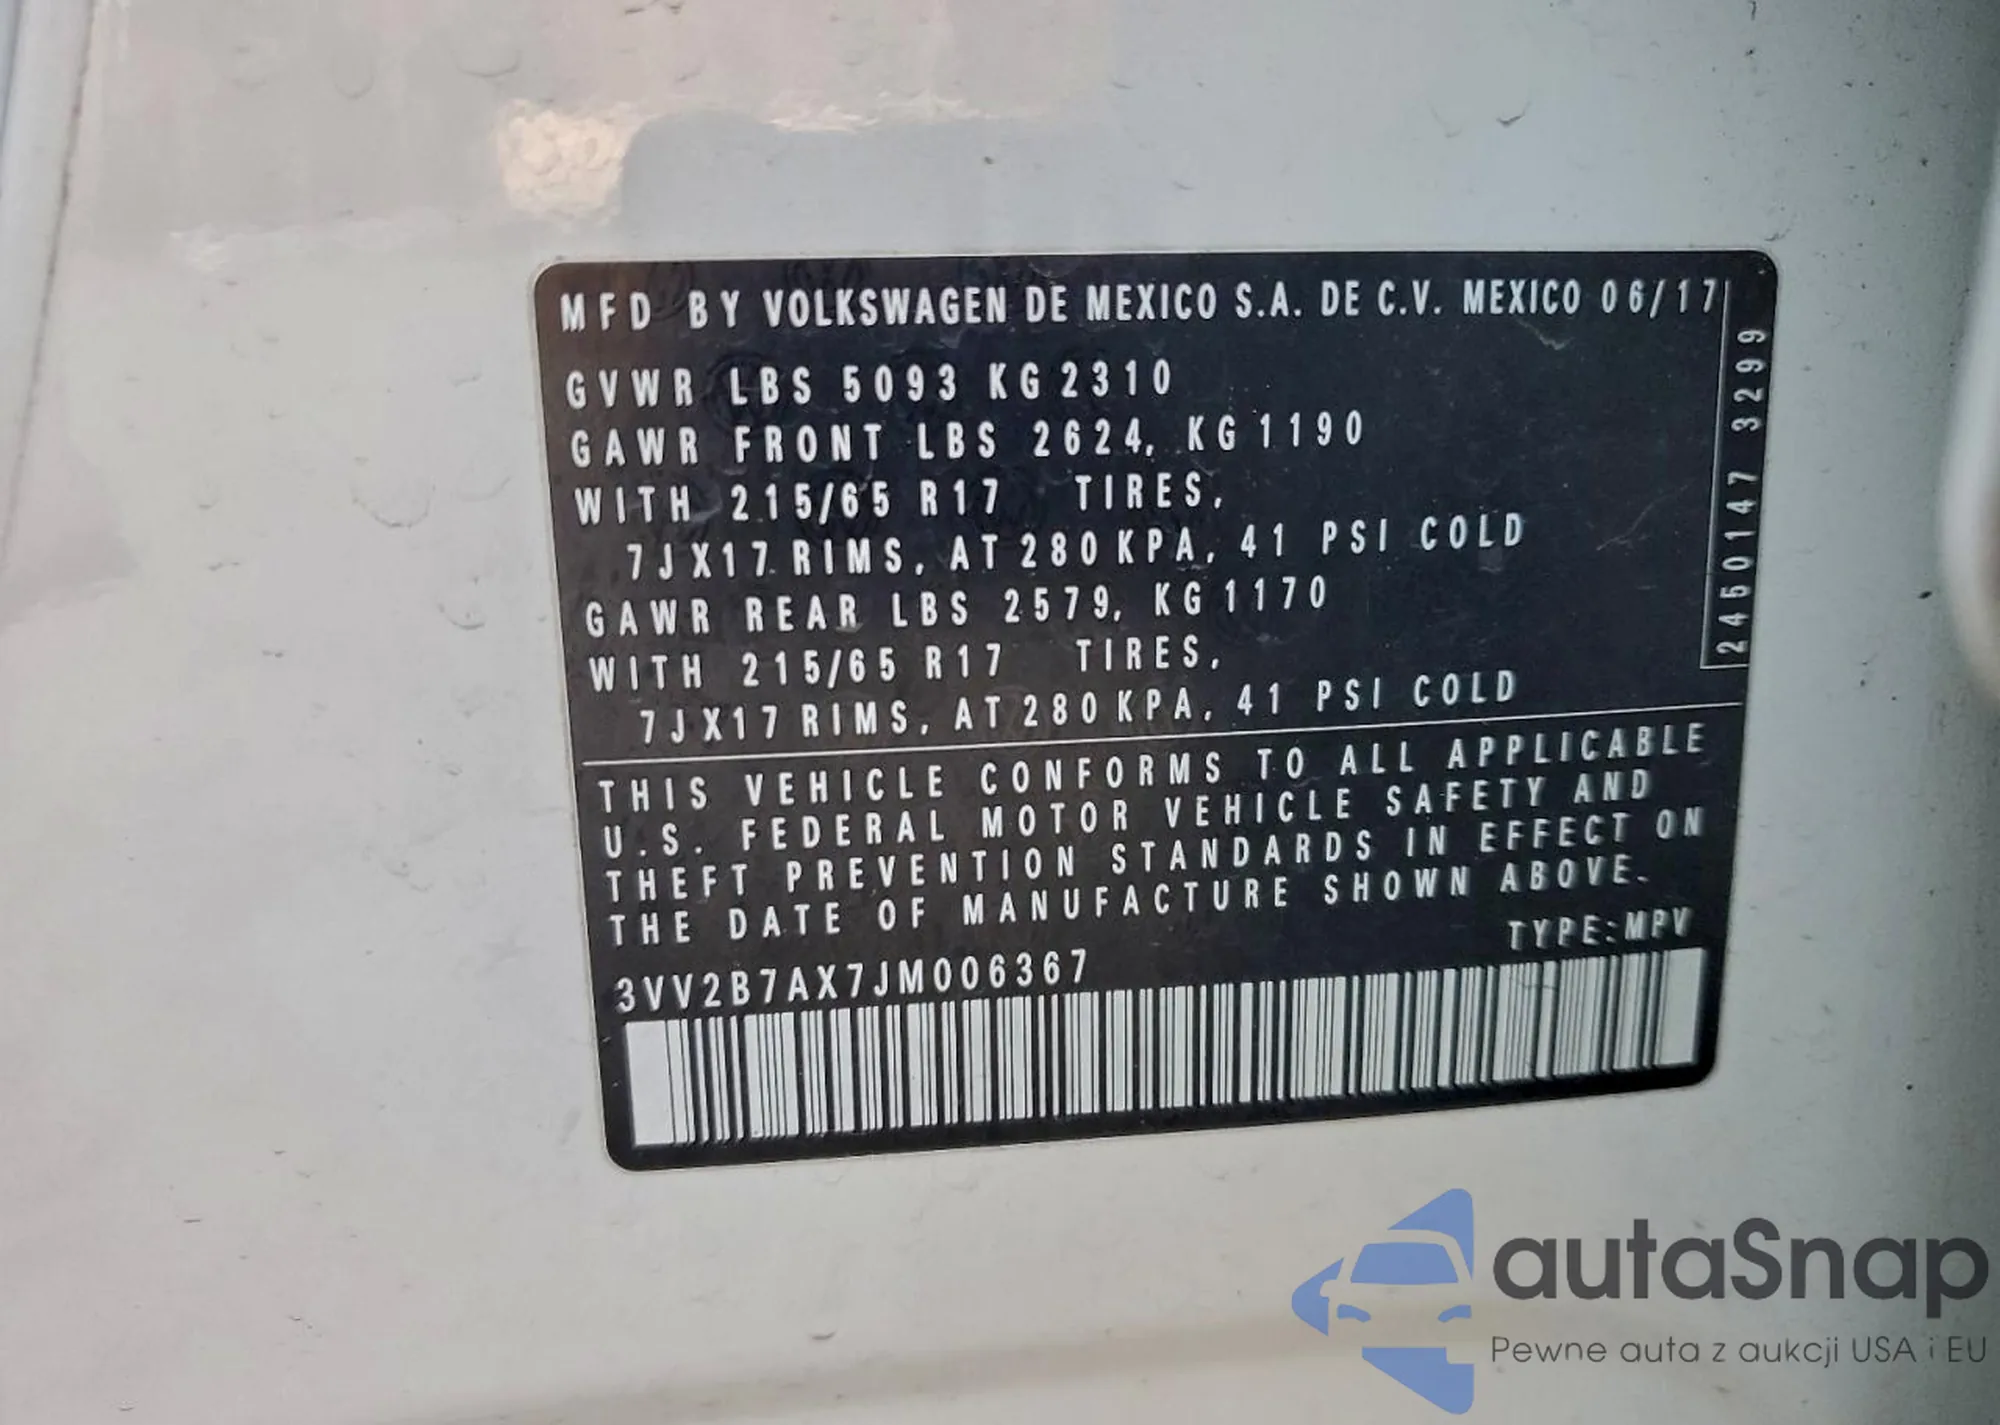 MFD BY VOLKSWAGEN DE MEXICO S.A. DE C.V. MEXICO 06/17
GVWR LBS 5093 KG 2310
GAWR FRONT LBS 2624, KG 1190
WITH 215/65 R17 TIRES,
7JX17 RIMS, AT 280 KPA, 41 PSI COLD
GAWR REAR LBS 2579, KG 1170
WITH 215/65 R17 TIRES,
7JX17 RIMS, AT 280 KPA, 41 PSI COLD
2450147 3299
THIS VEHICLE CONFORMS TO ALL APPLICABLE
U.S. FEDERAL MOTOR VEHICLE SAFETY AND
THEFT PREVENTION STANDARDS IN EFFECT ON
THE DATE OF MANUFACTURE SHOWN ABOVE.
TYPE:MPV
3VV2B7AX7JM006367
autaSnap
Pewne auta z aukcji USA i EU